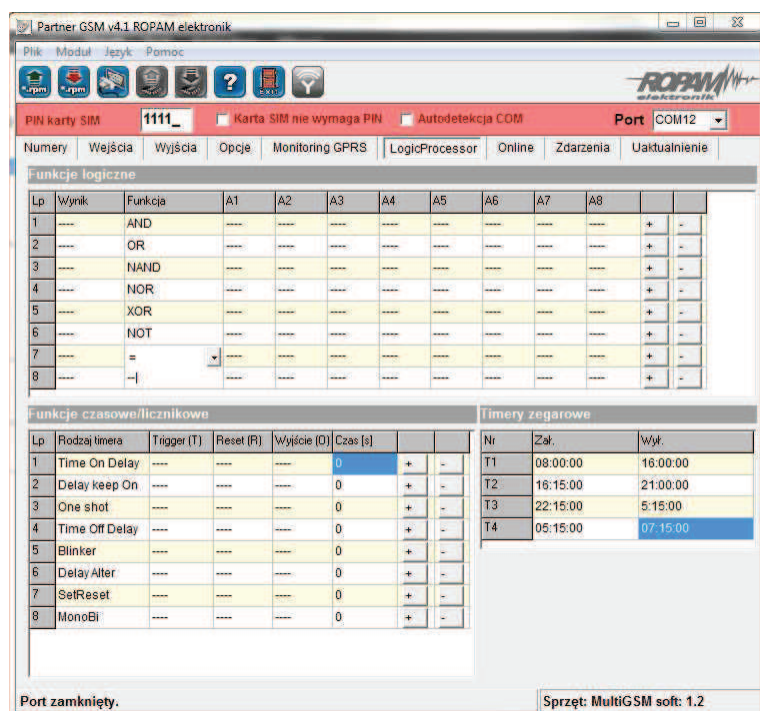 Partner GSM v4.1 ROPAM elektronik
Plik Moduł Język Pomoc
*.rpm *.rpm ? EXIT ROPAM elektronik
PIN karty SIM 1111_ Karta SIM nie wymaga PIN Autodetekcja COM Port COM12
Numery Wejścia Wyjścia Opcje Monitoring GPRS LogicProcessor Online Zdarzenia Uaktualnienie
Funkcje logiczne
Lp Wynik Funkcja A1 A2 A3 A4 A5 A6 A7 A8
1 ---- AND ---- ---- ---- ---- ---- ---- ---- ---- + -
2 ---- OR ---- ---- ---- ---- ---- ---- ---- ---- + -
3 ---- NAND ---- ---- ---- ---- ---- ---- ---- ---- + -
4 ---- NOR ---- ---- ---- ---- ---- ---- ---- ---- + -
5 ---- XOR ---- ---- ---- ---- ---- ---- ---- ---- + -
6 ---- NOT ---- ---- ---- ---- ---- ---- ---- ---- + -
7 ---- = ---- ---- ---- ---- ---- ---- ---- ---- + -
8 ---- --| ---- ---- ---- ---- ---- ---- ---- ---- + -
Funkcje czasowe/licznikowe
Lp Rodzaj timera Trigger (T) Reset (R) Wyjście (O) Czas [s]
1 Time On Delay ---- ---- ---- 0 + -
2 Delay keep On ---- ---- ---- 0 + -
3 One shot ---- ---- ---- 0 + -
4 Time Off Delay ---- ---- ---- 0 + -
5 Blinker ---- ---- ---- 0 + -
6 Delay Alter ---- ---- ---- 0 + -
7 SetReset ---- ---- ---- 0 + -
8 MonoBi ---- ---- ---- 0 + -
Timery zegarowe
Nr Zał. Wył.
T1 08:00:00 16:00:00
T2 16:15:00 21:00:00
T3 22:15:00 5:15:00
T4 05:15:00 07:15:00
Port zamknięty. Sprzęt: MultiGSM soft: 1.2